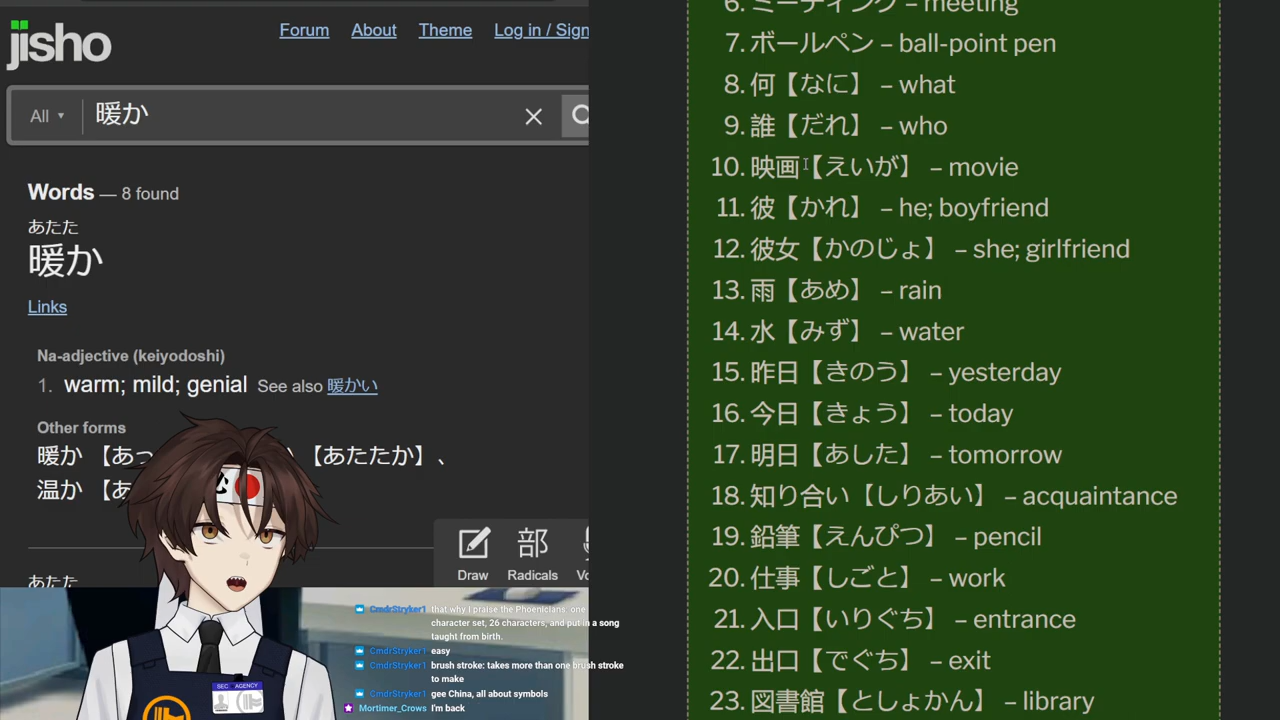 jisho
Forum About Theme Log in / Sign
All ▾ 暖か
Words — 8 found
あたた
暖か
Links
Na-adjective (keiyodoshi)
1. warm; mild; genial See also 暖かい
Other forms
暖か 【あっ 【あたたか】、
温か 【あ
あたた
Draw Radicals
SEC AGENCY
CmdrStryker1 that why I praise the Phoenicians one
character set, 26 characters, and put in a song
taught from birth.
CmdrStryker1 easy
CmdrStryker1 brush stroke: takes more than one brush stroke
to make
CmdrStryker1 gee China, all about symbols
Mortimer_Crows I'm back
6. ミーティング – meeting
7. ボールペン – ball-point pen
8. 何【なに】 – what
9. 誰【だれ】 – who
10. 映画【えいが】 – movie
11. 彼【かれ】 – he; boyfriend
12. 彼女【かのじょ】 – she; girlfriend
13. 雨【あめ】 – rain
14. 水【みず】 – water
15. 昨日【きのう】 – yesterday
16. 今日【きょう】 – today
17. 明日【あした】 – tomorrow
18. 知り合い【しりあい】 – acquaintance
19. 鉛筆【えんぴつ】 – pencil
20. 仕事【しごと】 – work
21. 入口【いりぐち】 – entrance
22. 出口【でぐち】 – exit
23. 図書館【としょかん】 – library